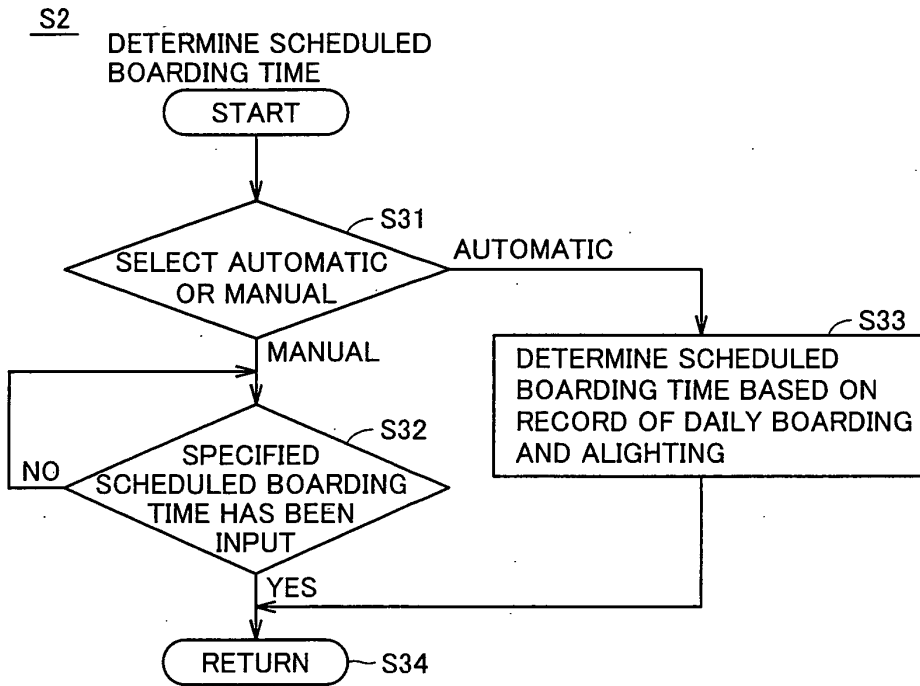 S2
DETERMINE SCHEDULED
BOARDING TIME
START
S31
SELECT AUTOMATIC
OR MANUAL
AUTOMATIC
MANUAL
S33
DETERMINE SCHEDULED
BOARDING TIME BASED ON
RECORD OF DAILY BOARDING
AND ALIGHTING
S32
SPECIFIED
SCHEDULED BOARDING
TIME HAS BEEN
INPUT
NO
YES
RETURN
S34